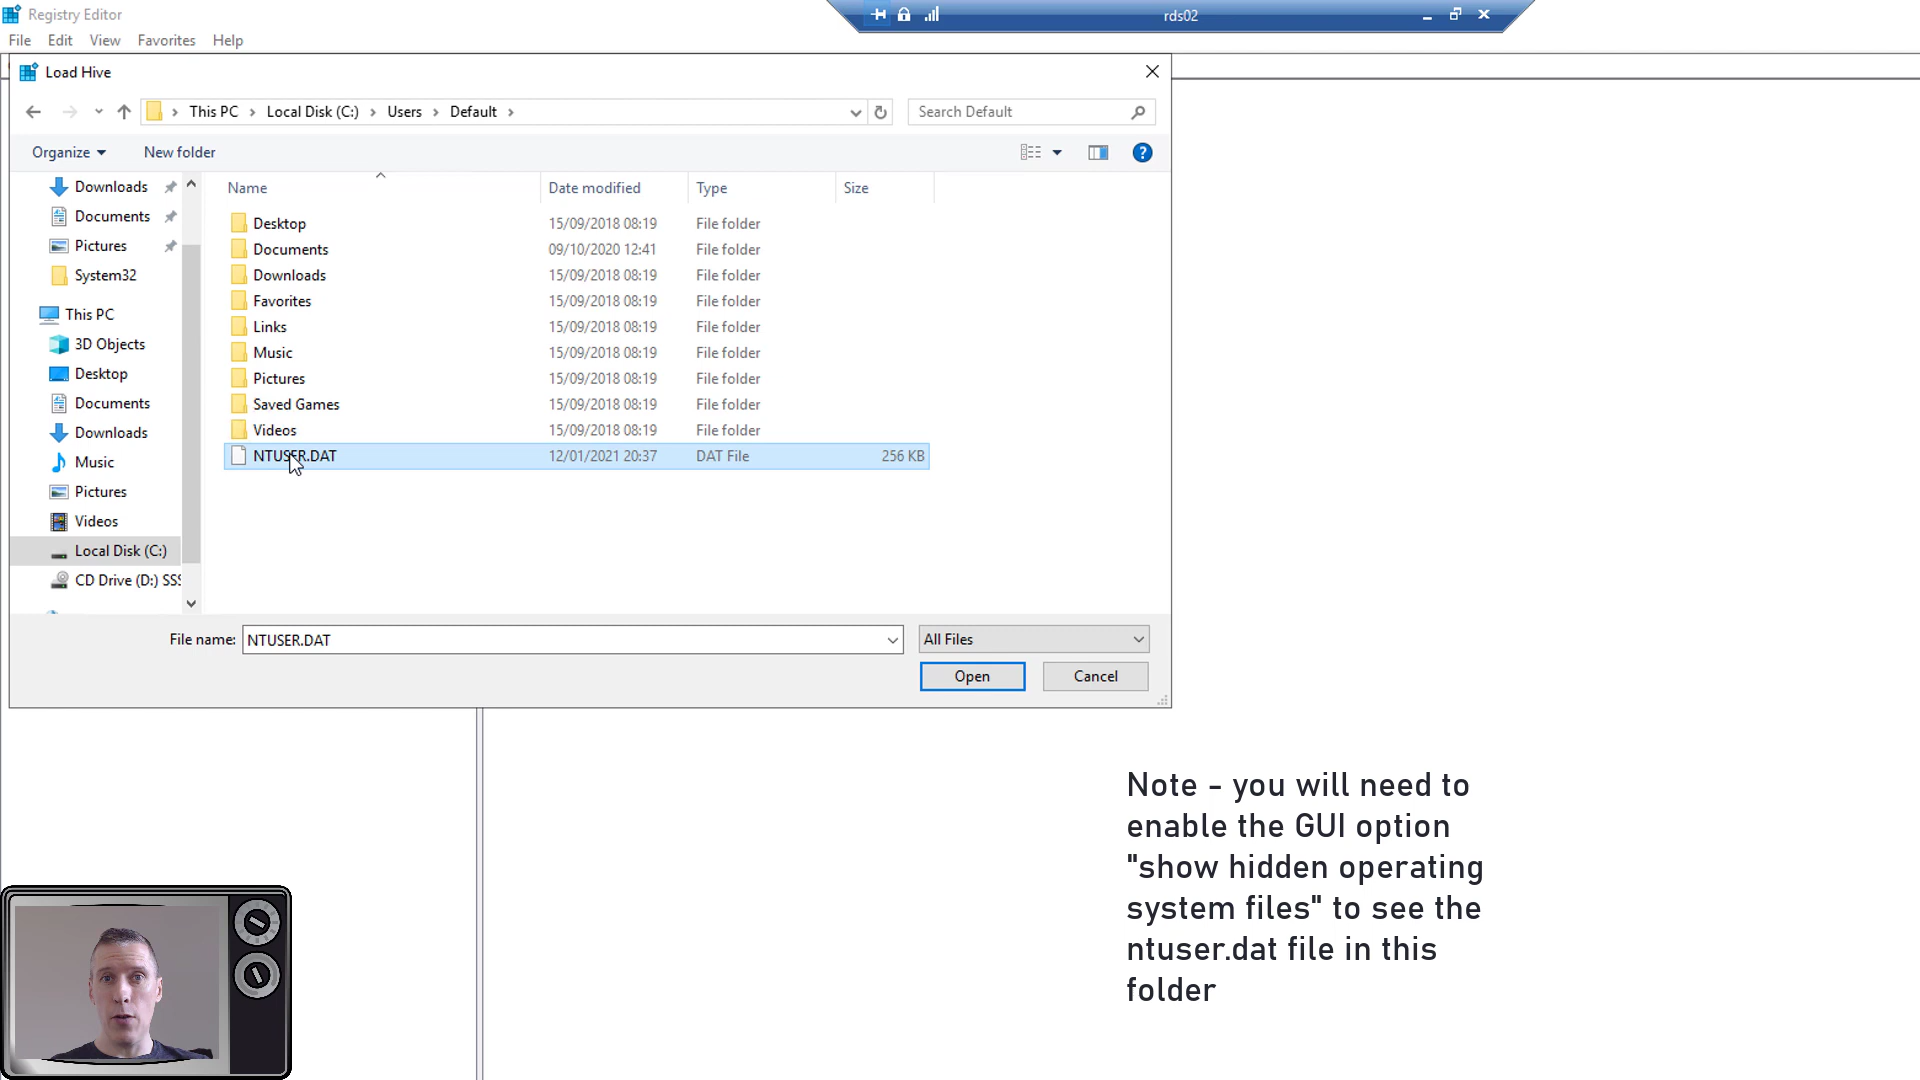 Registry Editor
rds02
File Edit View Favorites Help
Load Hive
This PC Local Disk (C:) Users Default
Search Default
Organize New folder
Name Date modified Type Size
Downloads
Documents
Pictures
System32
This PC
3D Objects
Desktop
Documents
Downloads
Music
Pictures
Videos
Local Disk (C:)
CD Drive (D:) SSS
Desktop 15/09/2018 08:19 File folder
Documents 09/10/2020 12:41 File folder
Downloads 15/09/2018 08:19 File folder
Favorites 15/09/2018 08:19 File folder
Links 15/09/2018 08:19 File folder
Music 15/09/2018 08:19 File folder
Pictures 15/09/2018 08:19 File folder
Saved Games 15/09/2018 08:19 File folder
Videos 15/09/2018 08:19 File folder
NTUSER.DAT 12/01/2021 20:37 DAT File 256 KB
File name: NTUSER.DAT
All Files
Open Cancel
Note - you will need to
enable the GUI option
"show hidden operating
system files" to see the
ntuser.dat file in this
folder